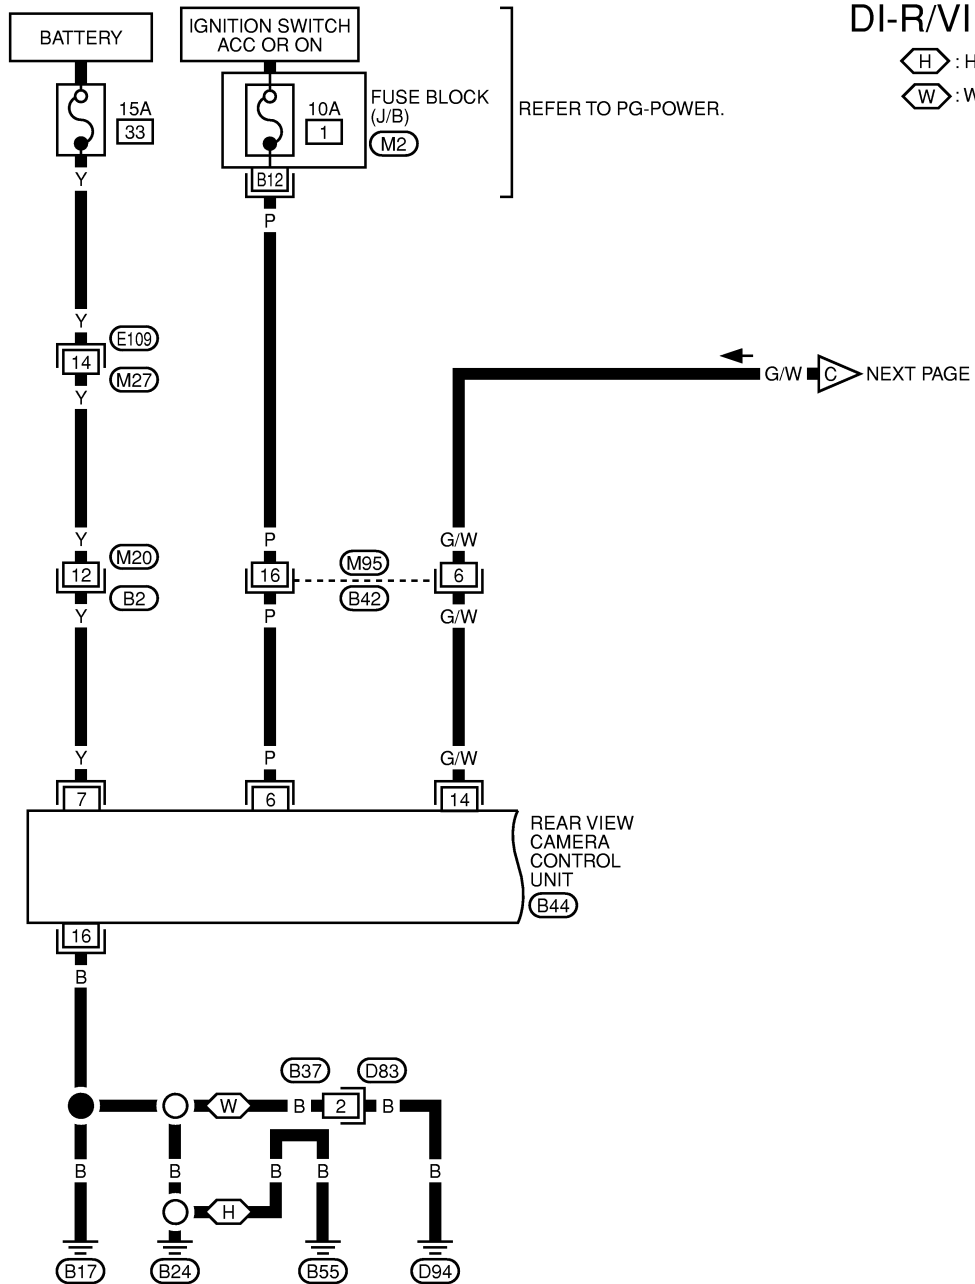 DI-R/VI
BATTERY
IGNITION SWITCH
ACC OR ON
H : H
W : W
15A
33
10A
1
FUSE BLOCK
(J/B)
M2
REFER TO PG-POWER.
B12
Y
P
Y
E109
14
M27
Y
G/W
C
NEXT PAGE
Y
P
G/W
M20
12
B2
16
M95
B42
6
Y
P
G/W
Y
P
G/W
7
6
14
REAR VIEW
CAMERA
CONTROL
UNIT
B44
16
B
B37
D83
W
B
2
B
B
B
B
B
B
H
B17
B24
B55
D94